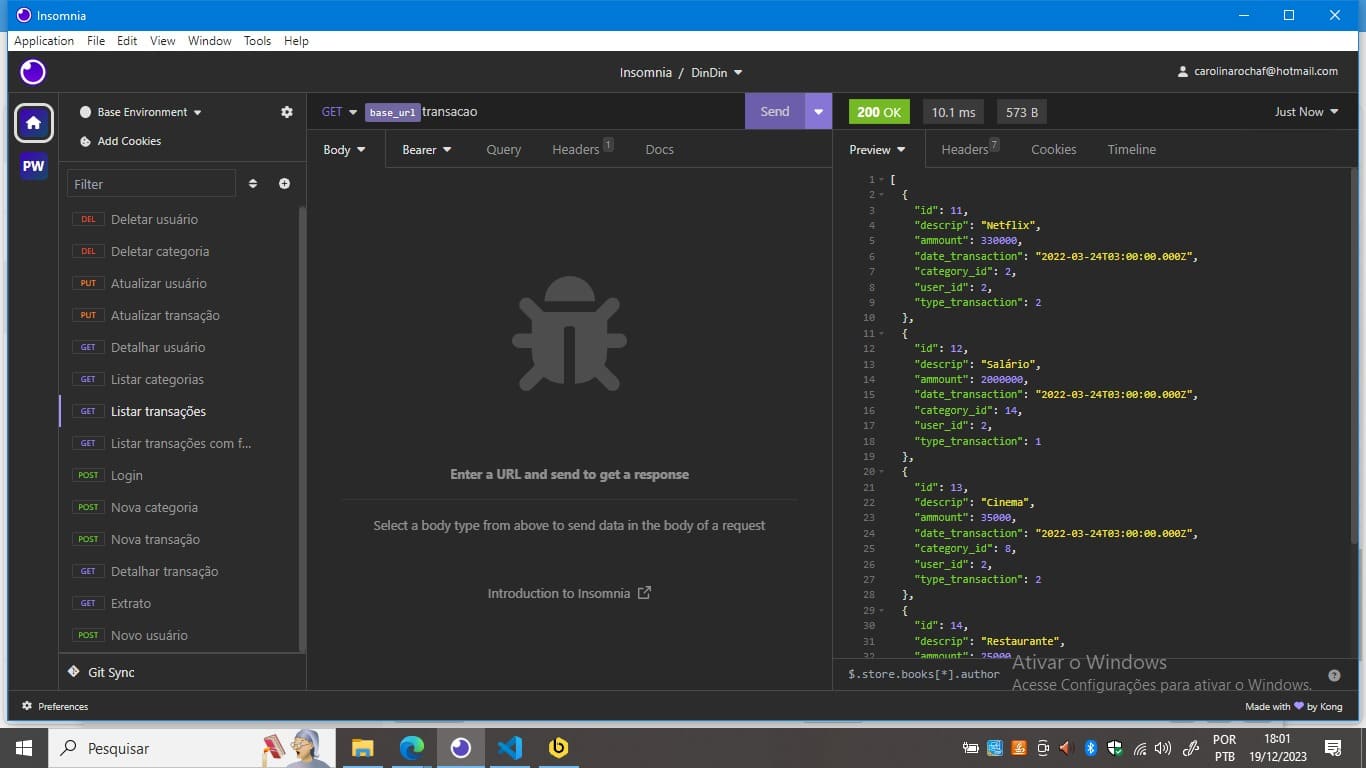 Insomnia
Application File Edit View Window Tools Help
Insomnia / DinDin
carolinarochaf@hotmail.com
PW
Base Environment
Add Cookies
Filter
DEL Deletar usuário
DEL Deletar categoria
PUT Atualizar usuário
PUT Atualizar transação
GET Detalhar usuário
GET Listar categorias
GET Listar transações
GET Listar transações com f...
POST Login
POST Nova categoria
POST Nova transação
GET Detalhar transação
GET Extrato
POST Novo usuário
Git Sync
GET base_url transacao
Send
Body Bearer Query Headers 1 Docs
Enter a URL and send to get a response
Select a body type from above to send data in the body of a request
Introduction to Insomnia
200 OK 10.1 ms 573 B Just Now
Preview Headers 7 Cookies Timeline
1 [
2 {
3 "id": 11,
4 "descrip": "Netflix",
5 "ammount": 330000,
6 "date_transaction": "2022-03-24T03:00:00.000Z",
7 "category_id": 2,
8 "user_id": 2,
9 "type_transaction": 2
10 },
11 {
12 "id": 12,
13 "descrip": "Salário",
14 "ammount": 2000000,
15 "date_transaction": "2022-03-24T03:00:00.000Z",
16 "category_id": 14,
17 "user_id": 2,
18 "type_transaction": 1
19 },
20 {
21 "id": 13,
22 "descrip": "Cinema",
23 "ammount": 35000,
24 "date_transaction": "2022-03-24T03:00:00.000Z",
25 "category_id": 8,
26 "user_id": 2,
27 "type_transaction": 2
28 },
29 {
30 "id": 14,
31 "descrip": "Restaurante",
32 "ammount": 25000
$.store.books[*].author
Ativar o Windows
Acesse Configurações para ativar o Windows.
Preferences
Made with by Kong
Pesquisar
POR
PTB
18:01
19/12/2023